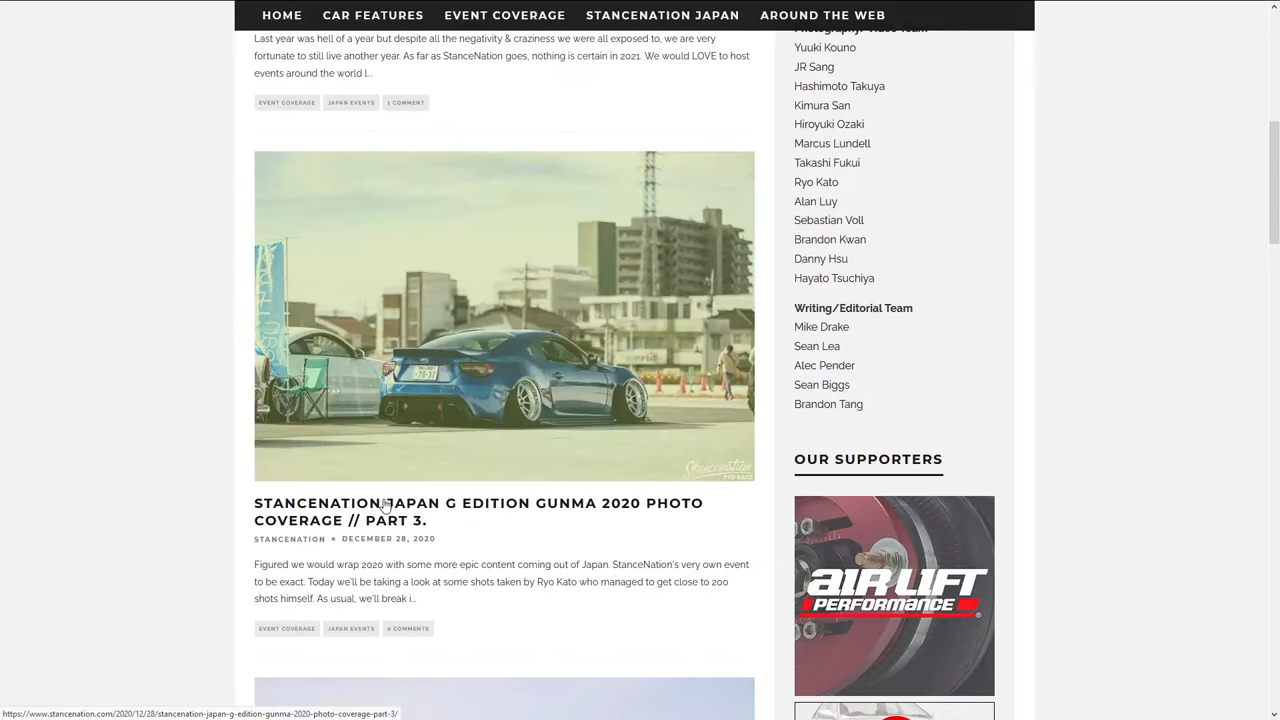 HOME CAR FEATURES EVENT COVERAGE STANCENATION JAPAN AROUND THE WEB
Last year was hell of a year but despite all the negativity & craziness we were all exposed to, we are very
fortunate to still live another year. As far as StanceNation goes, nothing is certain in 2021. We would LOVE to host
events around the world I...
EVENT COVERAGE JAPAN EVENTS 1 COMMENT
Stancenation
RYO KATO
STANCENATION JAPAN G EDITION GUNMA 2020 PHOTO
COVERAGE // PART 3.
STANCENATION × DECEMBER 28, 2020
Figured we would wrap 2020 with some more epic content coming out of Japan. StanceNation's very own event
to be exact. Today we'll be taking a look at some shots taken by Ryo Kato who managed to get close to 200
shots himself. As usual, we'll break i...
EVENT COVERAGE JAPAN EVENTS 0 COMMENTS
Photography/Video Team
Yuuki Kouno
JR Sang
Hashimoto Takuya
Kimura San
Hiroyuki Ozaki
Marcus Lundell
Takashi Fukui
Ryo Kato
Alan Luy
Sebastian Voll
Brandon Kwan
Danny Hsu
Hayato Tsuchiya
Writing/Editorial Team
Mike Drake
Sean Lea
Alec Pender
Sean Biggs
Brandon Tang
OUR SUPPORTERS
AIR LIFT
PERFORMANCE
https://www.stancenation.com/2020/12/28/stancenation-japan-g-edition-gunma-2020-photo-coverage-part-3/